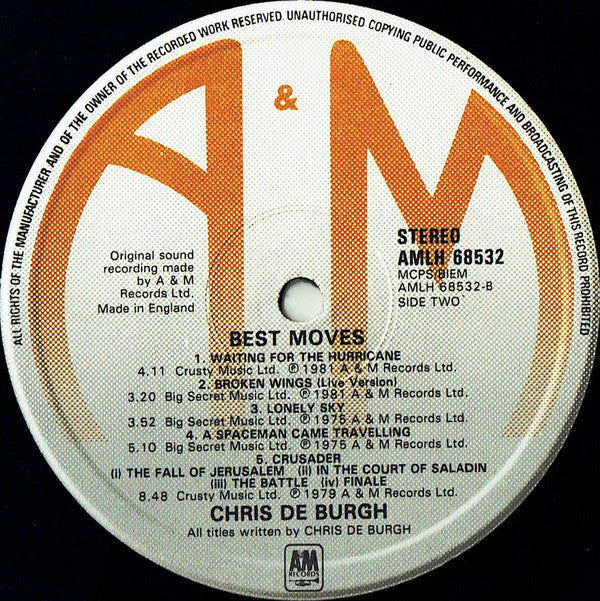 ALL RIGHTS OF THE MANUFACTURER AND OF THE OWNER OF THE RECORDED WORK RESERVED UNAUTHORISED COPYING PUBLIC PERFORMANCE AND BROADCASTING OF THIS RECORD PROHIBITED
A & M
Original sound
recording made
by A & M
Records Ltd.
Made in England
STEREO
AMLH 68532
MCPS/BIEM
AMLH 68532-B
SIDE TWO
BEST MOVES
1. WAITING FOR THE HURRICANE
4.11 Crusty Music Ltd. ℗ 1981 A & M Records Ltd.
2. BROKEN WINGS (Live Version)
3.20 Big Secret Music Ltd. ℗ 1981 A & M Records Ltd.
3. LONELY SKY
3.52 Big Secret Music Ltd. ℗ 1975 A & M Records Ltd.
4. A SPACEMAN CAME TRAVELLING
5.10 Big Secret Music Ltd. ℗ 1975 A & M Records Ltd.
5. CRUSADER
(i) THE FALL OF JERUSALEM (ii) IN THE COURT OF SALADIN
(iii) THE BATTLE (iv) FINALE
8.48 Crusty Music Ltd. ℗ 1979 A & M Records Ltd.
CHRIS DE BURGH
All titles written by CHRIS DE BURGH
A&M
RECORDS